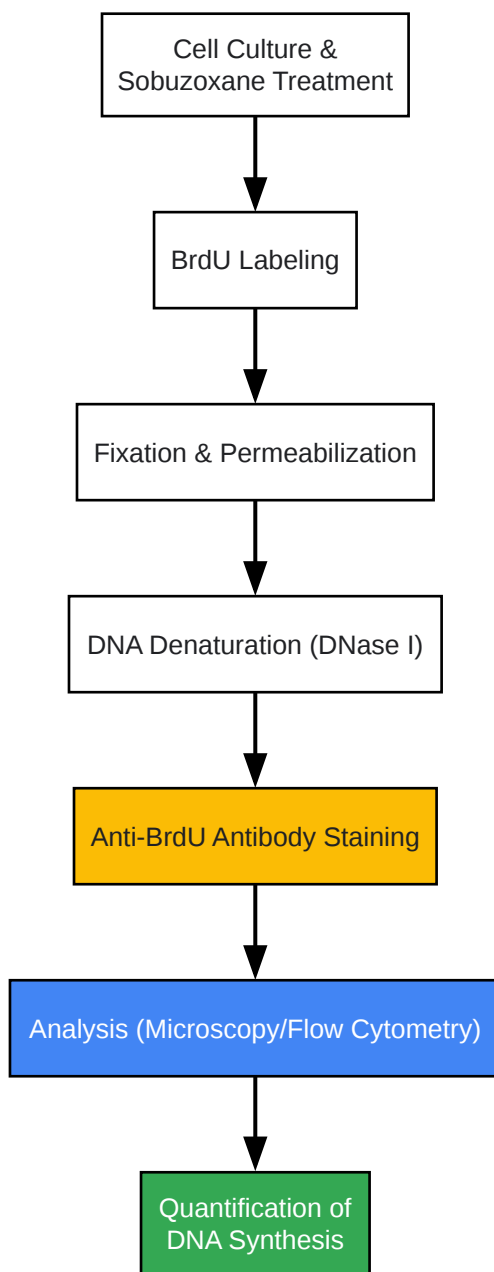 Cell Culture &
Sobuzoxane Treatment
BrdU Labeling
Fixation & Permeabilization
DNA Denaturation (DNase I)
Anti-BrdU Antibody Staining
Analysis (Microscopy/Flow Cytometry)
Quantification of
DNA Synthesis